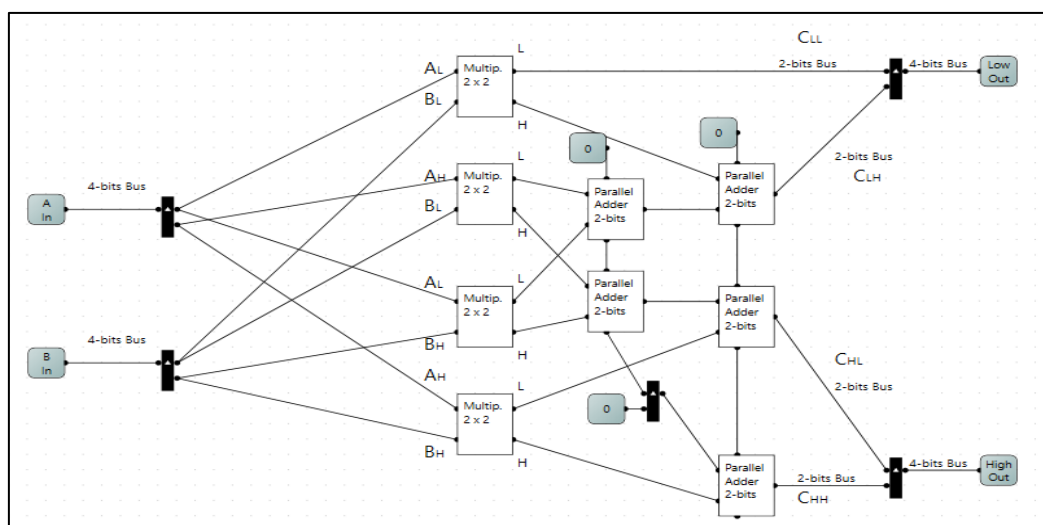 CLL
L
AL
Multip.
2 x 2
2-bits Bus
4-bits Bus
Low
Out
BL
H
0
0
2-bits Bus
CLH
L
AH
Multip.
2 x 2
BL
H
Parallel
Adder
2-bits
Parallel
Adder
2-bits
4-bits Bus
A
In
L
AL
Multip.
2 x 2
BH
H
Parallel
Adder
2-bits
Parallel
Adder
2-bits
4-bits Bus
B
In
CHL
2-bits Bus
AH
L
Multip.
2 x 2
BH
H
0
Parallel
Adder
2-bits
2-bits Bus
CHH
4-bits Bus
High
Out